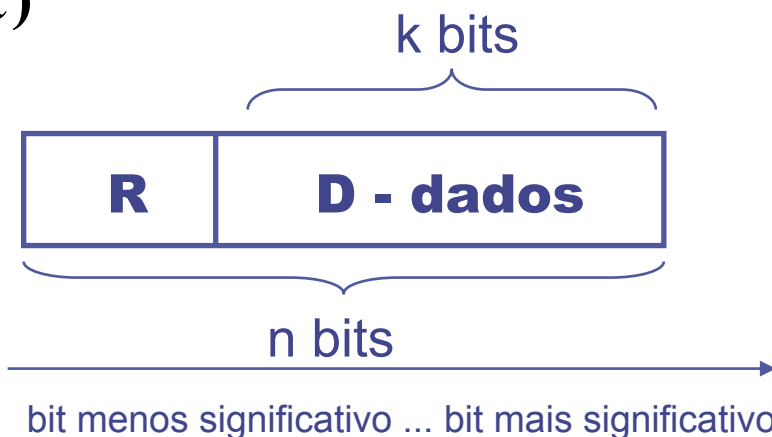 k bits
R D - dados
n bits
bit menos significativo ... bit mais significativo